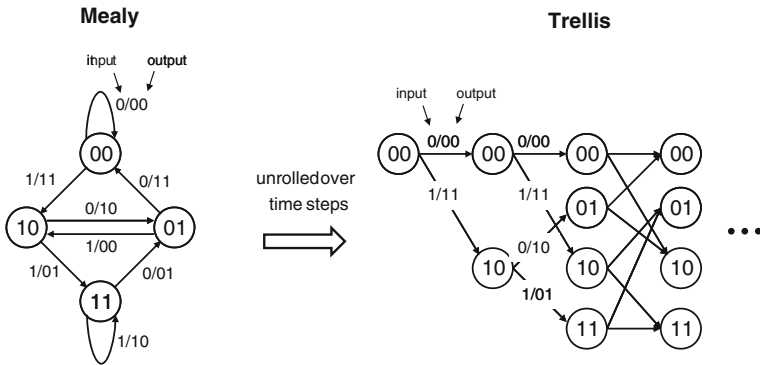 Mealy
input output
0/00
00
1/11 0/11
0/10
10 01
1/00
1/01 0/01
11
1/10
unrolledover
time steps
Trellis
input output
0/00 0/00
00 00 00 00
1/11 1/11
01 01
0/10
10 10 10
1/01
11 11
...